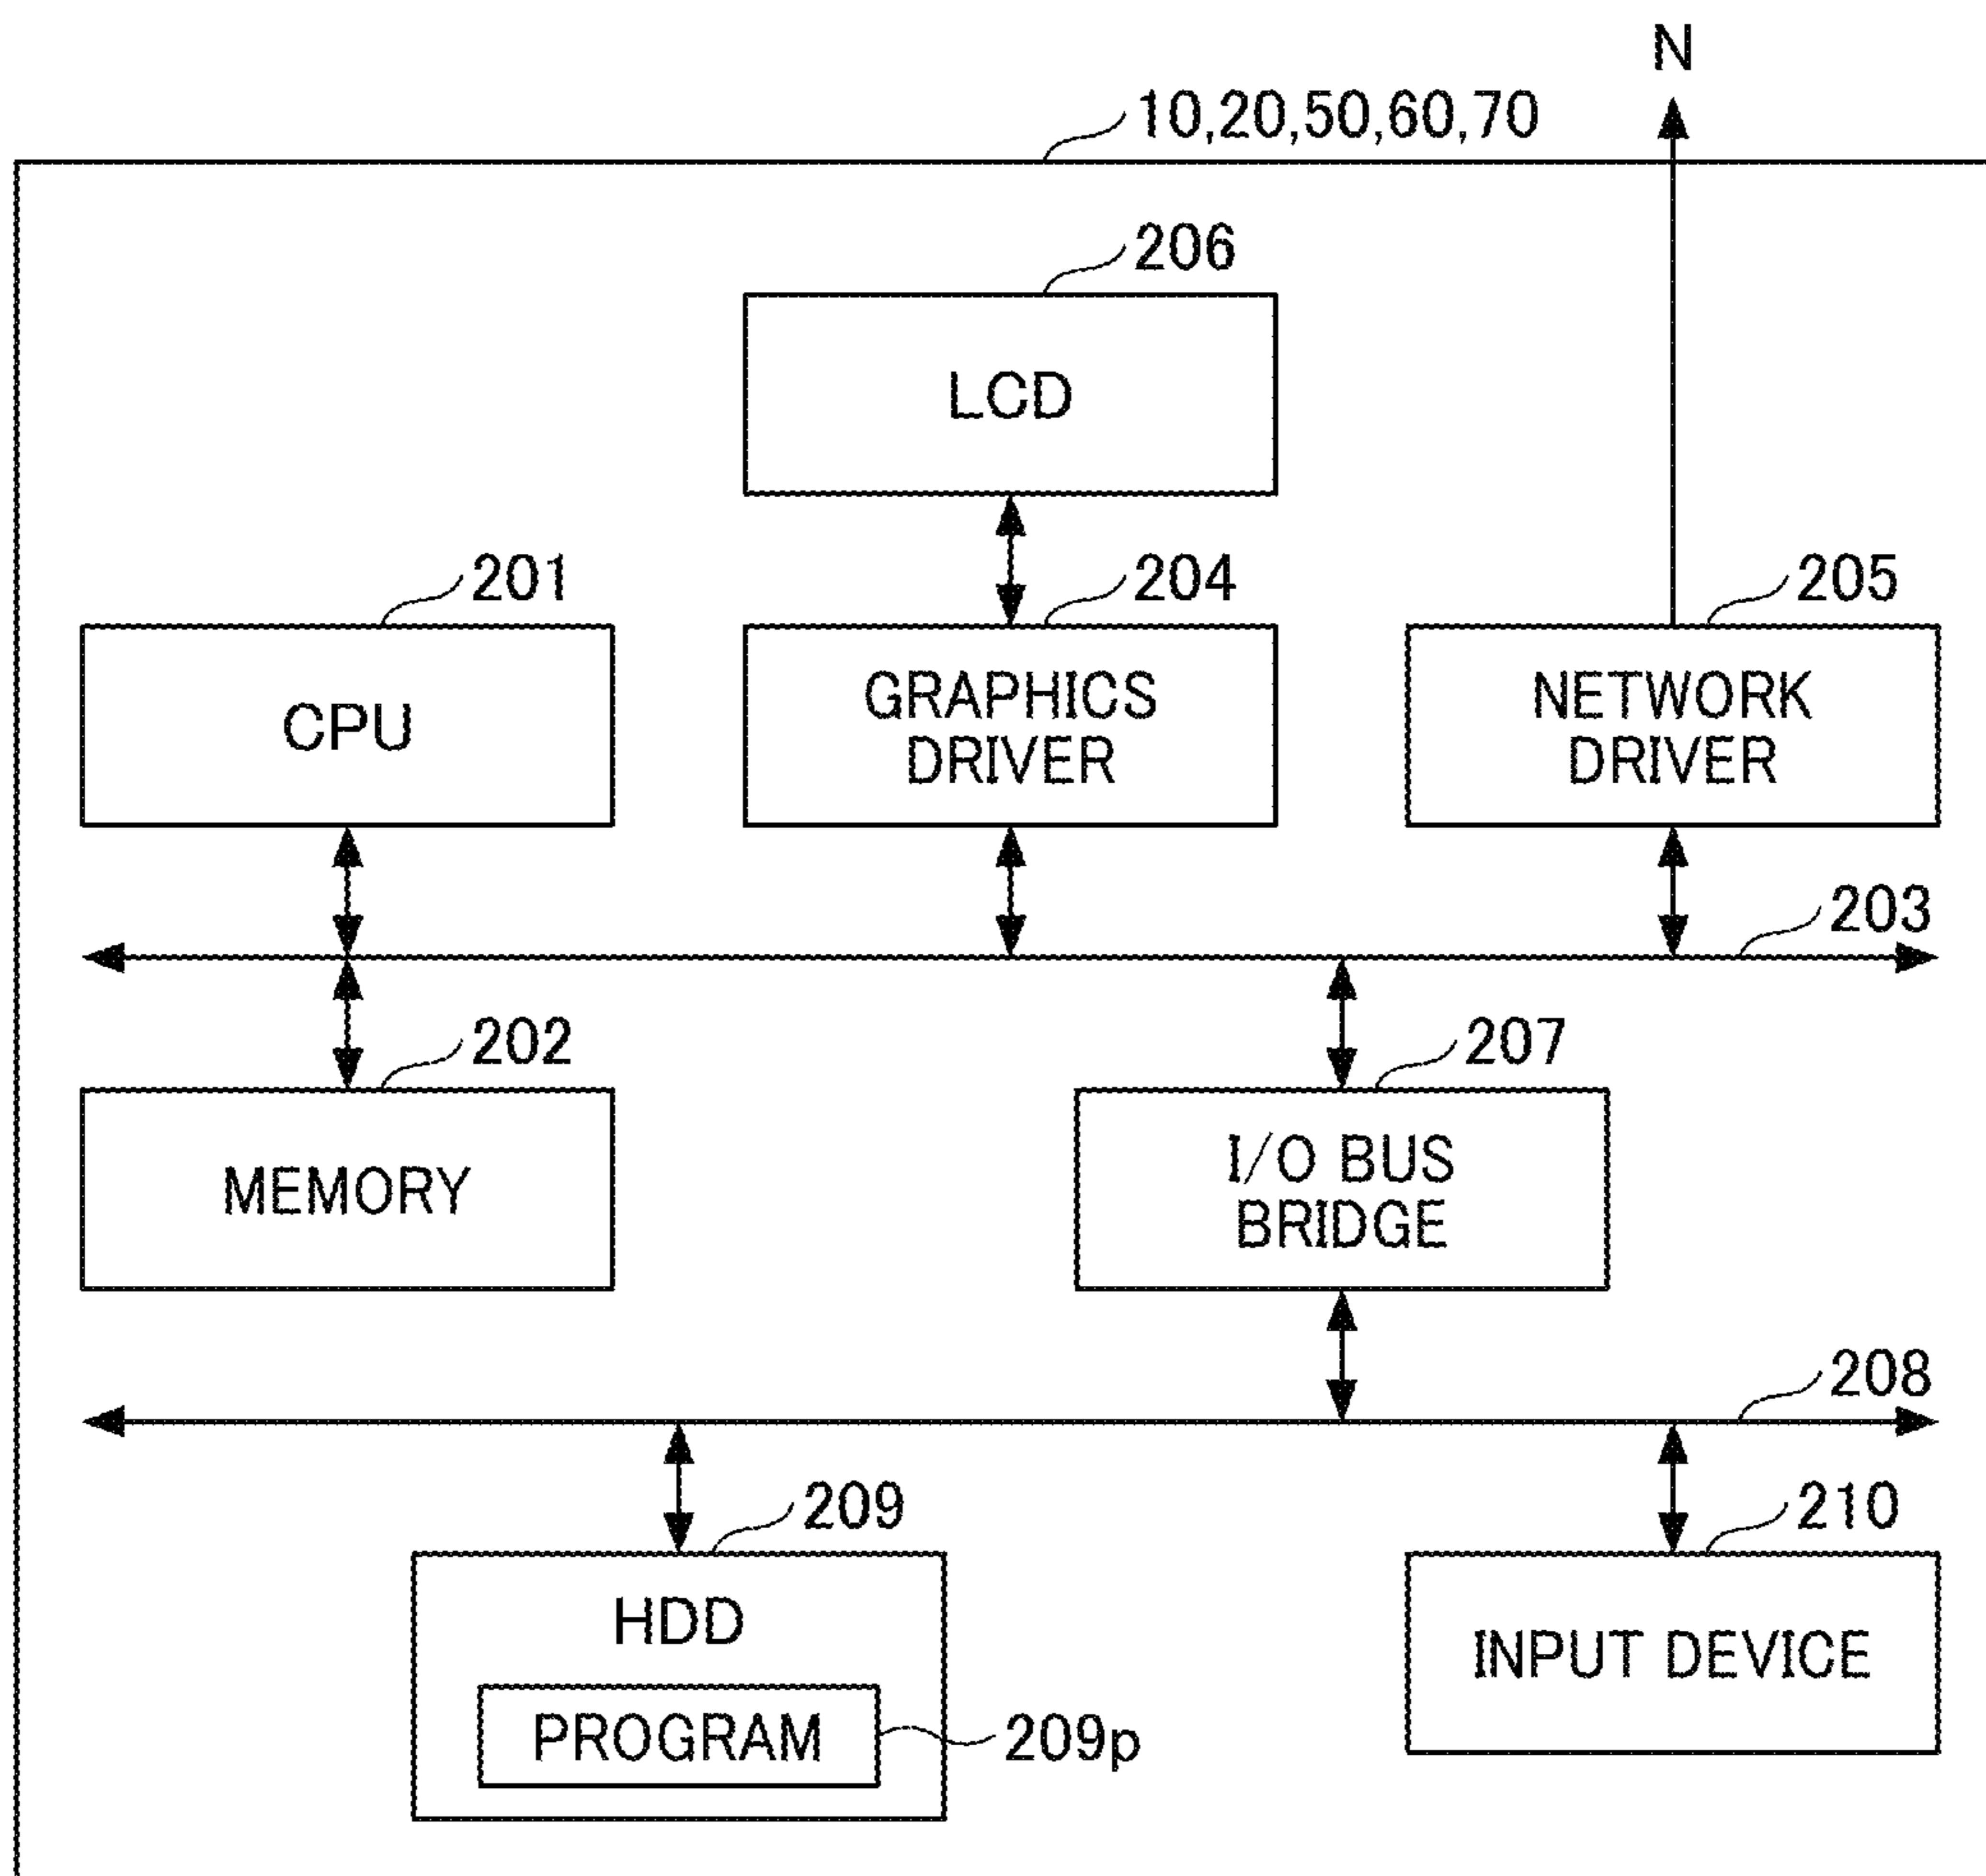 N
10,20,50,60,70
206
LCD
201
204
205
CPU
GRAPHICS
DRIVER
NETWORK
DRIVER
203
202
207
MEMORY
I/O BUS
BRIDGE
208
209
210
HDD
INPUT DEVICE
PROGRAM
209p